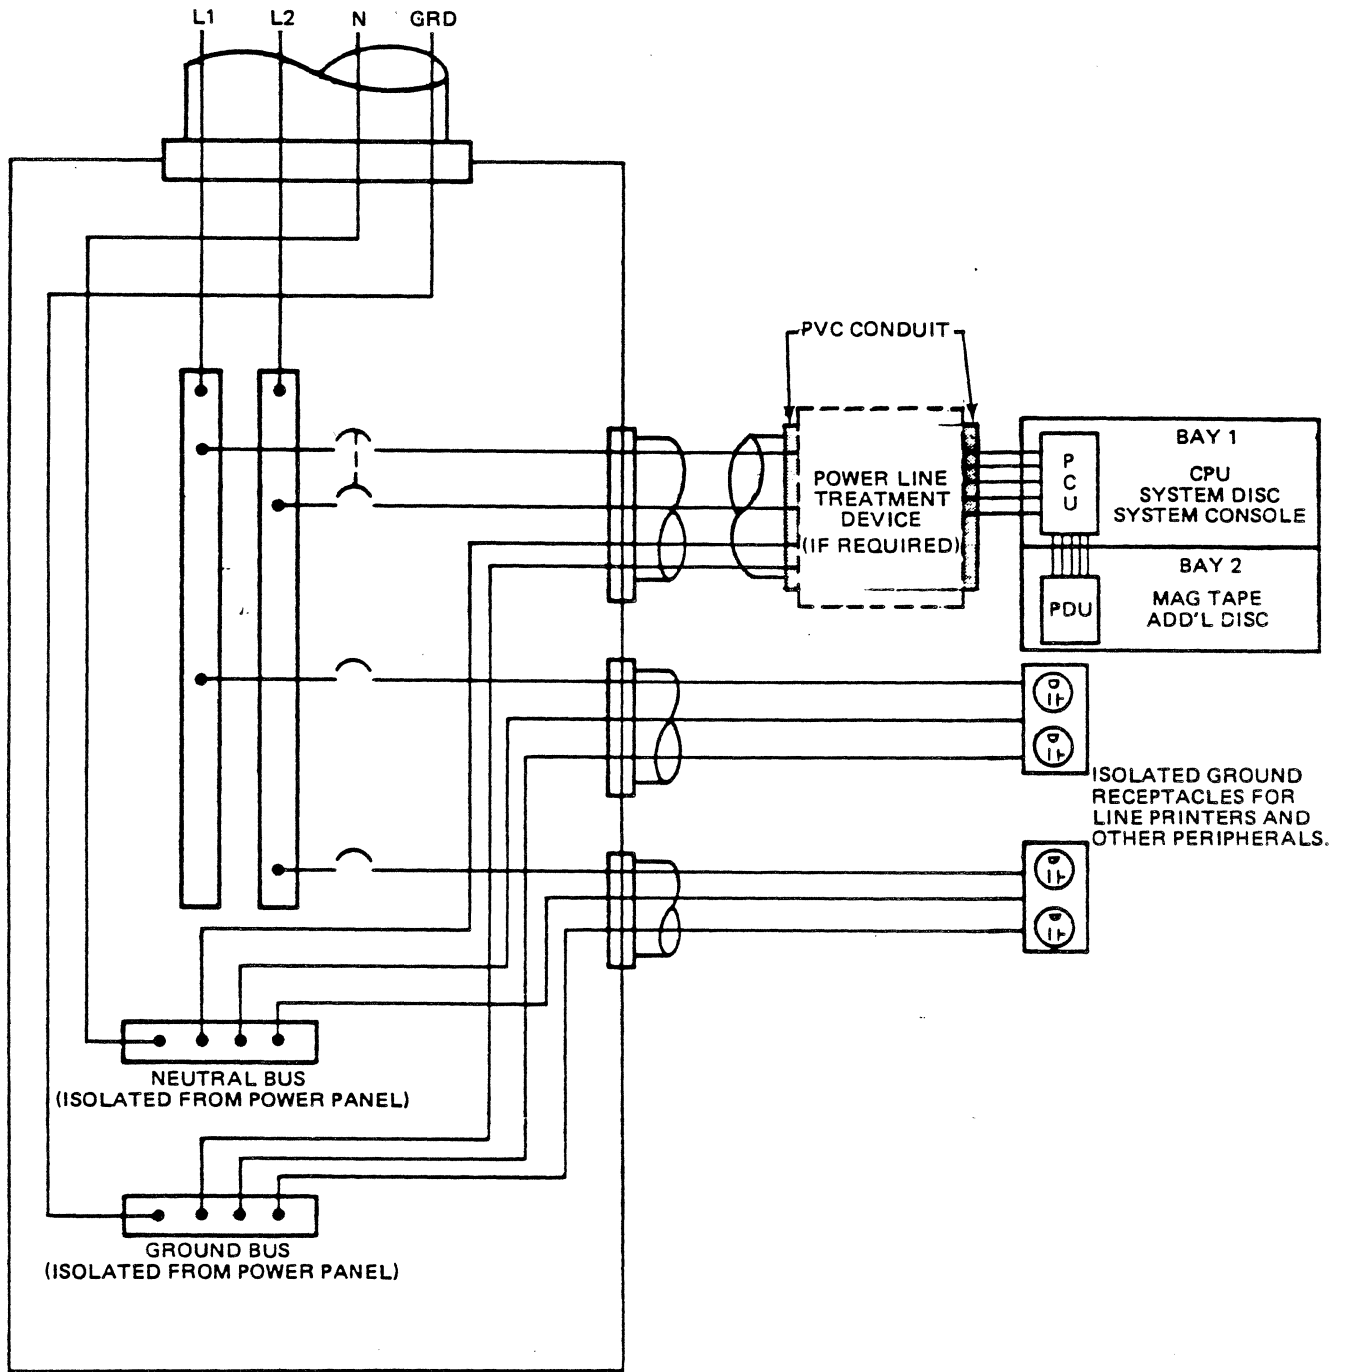 L1 L2 N GRD
PVC CONDUIT
POWER LINE
TREATMENT
DEVICE
(IF REQUIRED)
PCU
BAY 1
CPU
SYSTEM DISC
SYSTEM CONSOLE
BAY 2
PDU
MAG TAPE
ADD'L DISC
ISOLATED GROUND
RECEPTACLES FOR
LINE PRINTERS AND
OTHER PERIPHERALS.
NEUTRAL BUS
(ISOLATED FROM POWER PANEL)
GROUND BUS
(ISOLATED FROM POWER PANEL)